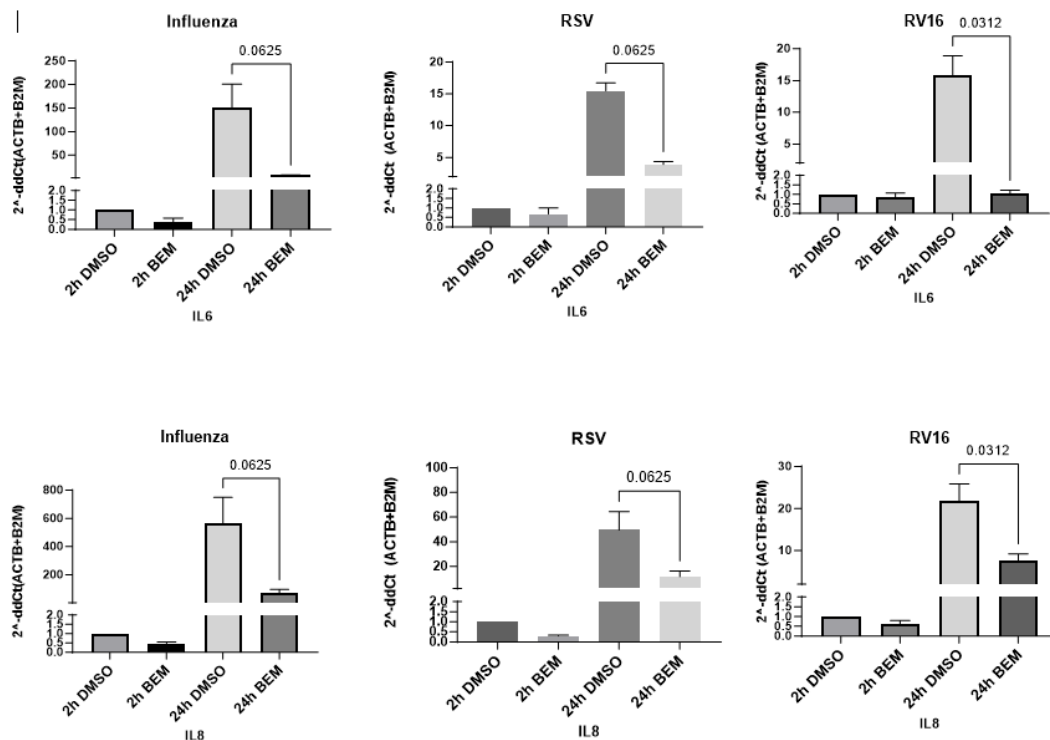 Influenza
0.0625
2^-ddCt(ACTB+B2M)
250
200
150
100
50
2.0
1.5
1.0
0.5
0.0
2h DMSO
2h BEM
24h DMSO
24h BEM
IL6
RSV
0.0625
2^-ddCt (ACTB+B2M)
20
15
10
5
2.0
1.5
1.0
0.5
0.0
2h DMSO
2h BEM
24h DMSO
24h BEM
IL6
RV16
0.0312
2^-ddCt (ACTB+B2M)
20
15
10
5
2.0
1.5
1.0
0.5
0.0
2h DMSO
2h BEM
24h DMSO
24h BEM
IL6
Influenza
0.0625
2^-ddCt(ACTB+B2M)
800
600
400
200
2.0
1.5
1.0
0.5
0.0
2h DMSO
2h BEM
24h DMSO
24h BEM
IL8
RSV
0.0625
2^-ddCt (ACTB+B2M)
100
80
60
40
20
2.0
1.5
1.0
0.5
0.0
2h DMSO
2h BEM
24h DMSO
24h BEM
IL8
RV16
0.0312
2^-ddCt (ACTB+B2M)
30
20
10
2.0
1.5
1.0
0.5
0.0
2h DMSO
2h BEM
24h DMSO
24h BEM
IL8